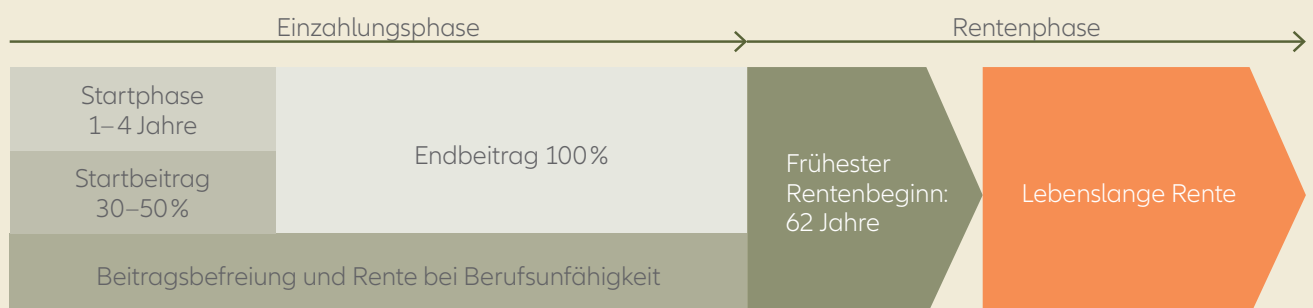 Einzahlungsphase
Rentenphase
Startphase
1–4 Jahre
Startbeitrag
30–50%
Endbeitrag 100%
Frühester
Rentenbeginn:
62 Jahre
Lebenslange Rente
Beitragsbefreiung und Rente bei Berufsunfähigkeit